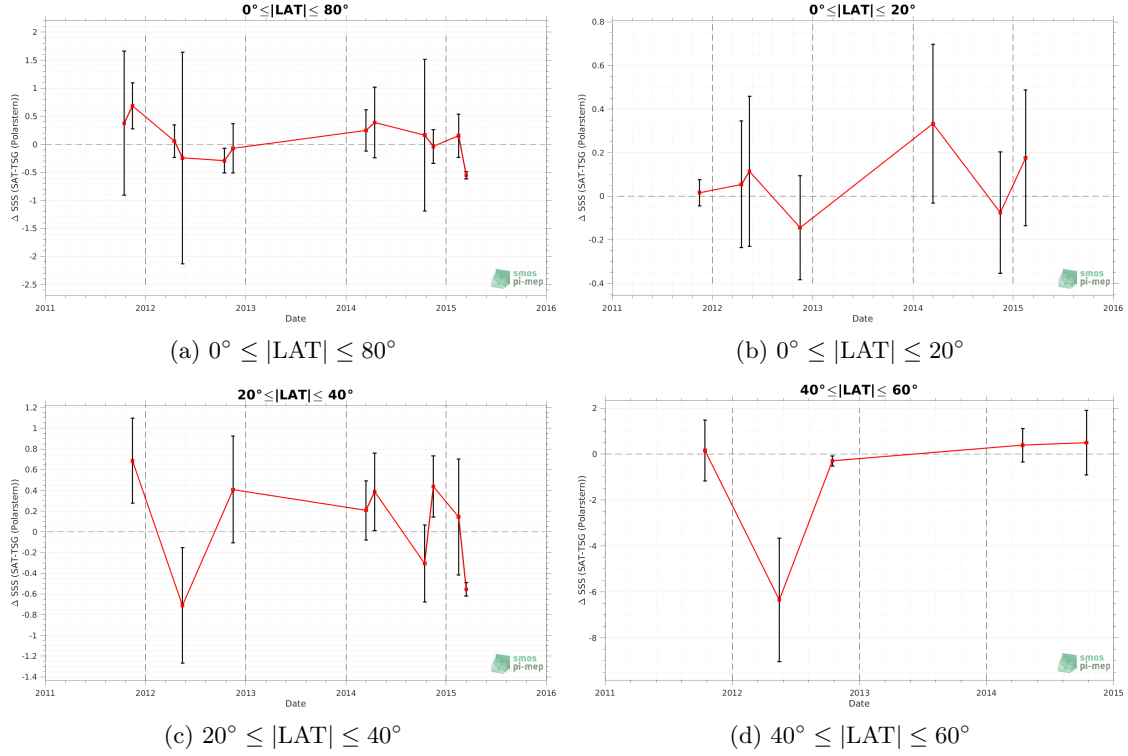 0°≤|LAT|≤ 80°
2
1.5
1
0.5
0
-0.5
-1
-1.5
-2
-2.5
Δ SSS (SAT-TSG (Polarstern))
2011
2012
2013
2014
2015
2016
Date
smos
pi-mep
(a) 0° ≤ |LAT| ≤ 80°
0°≤|LAT|≤ 20°
0.8
0.6
0.4
0.2
0
-0.2
-0.4
Δ SSS (SAT-TSG (Polarstern))
2011
2012
2013
2014
2015
2016
Date
smos
pi-mep
(b) 0° ≤ |LAT| ≤ 20°
20°≤|LAT|≤ 40°
1.2
1
0.8
0.6
0.4
0.2
0
-0.2
-0.4
-0.6
-0.8
-1
-1.2
-1.4
Δ SSS (SAT-TSG (Polarstern))
2011
2012
2013
2014
2015
2016
Date
smos
pi-mep
(c) 20° ≤ |LAT| ≤ 40°
40°≤|LAT|≤ 60°
2
0
-2
-4
-6
-8
Δ SSS (SAT-TSG (Polarstern))
2011
2012
2013
2014
2015
Date
smos
pi-mep
(d) 40° ≤ |LAT| ≤ 60°